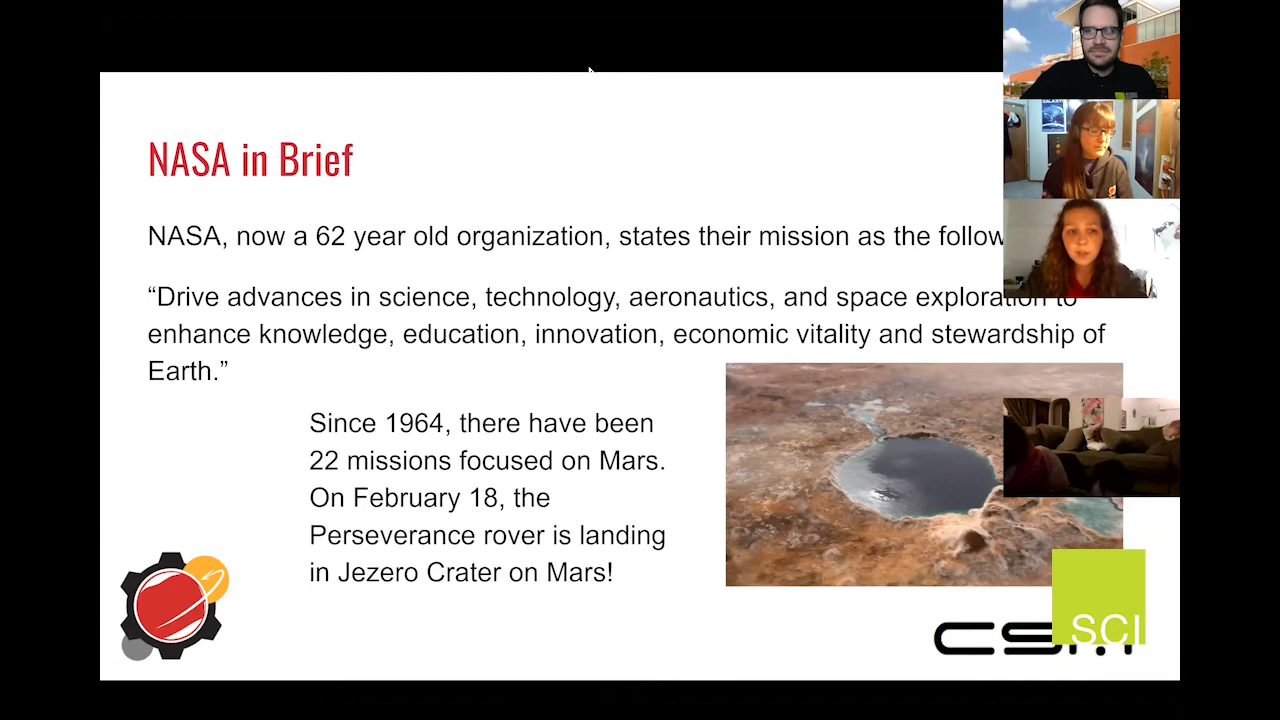 NASA in Brief
NASA, now a 62 year old organization, states their mission as the follow
“Drive advances in science, technology, aeronautics, and space exploration to
enhance knowledge, education, innovation, economic vitality and stewardship of
Earth.”
Since 1964, there have been
22 missions focused on Mars.
On February 18, the
Perseverance rover is landing
in Jezero Crater on Mars!
SCI